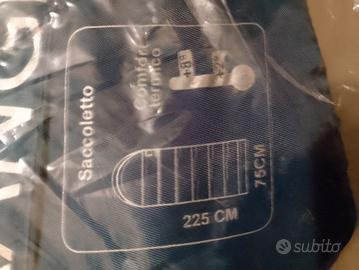 Saccoletto
Comfort
termico
+8°
225 CM
75CM
subito